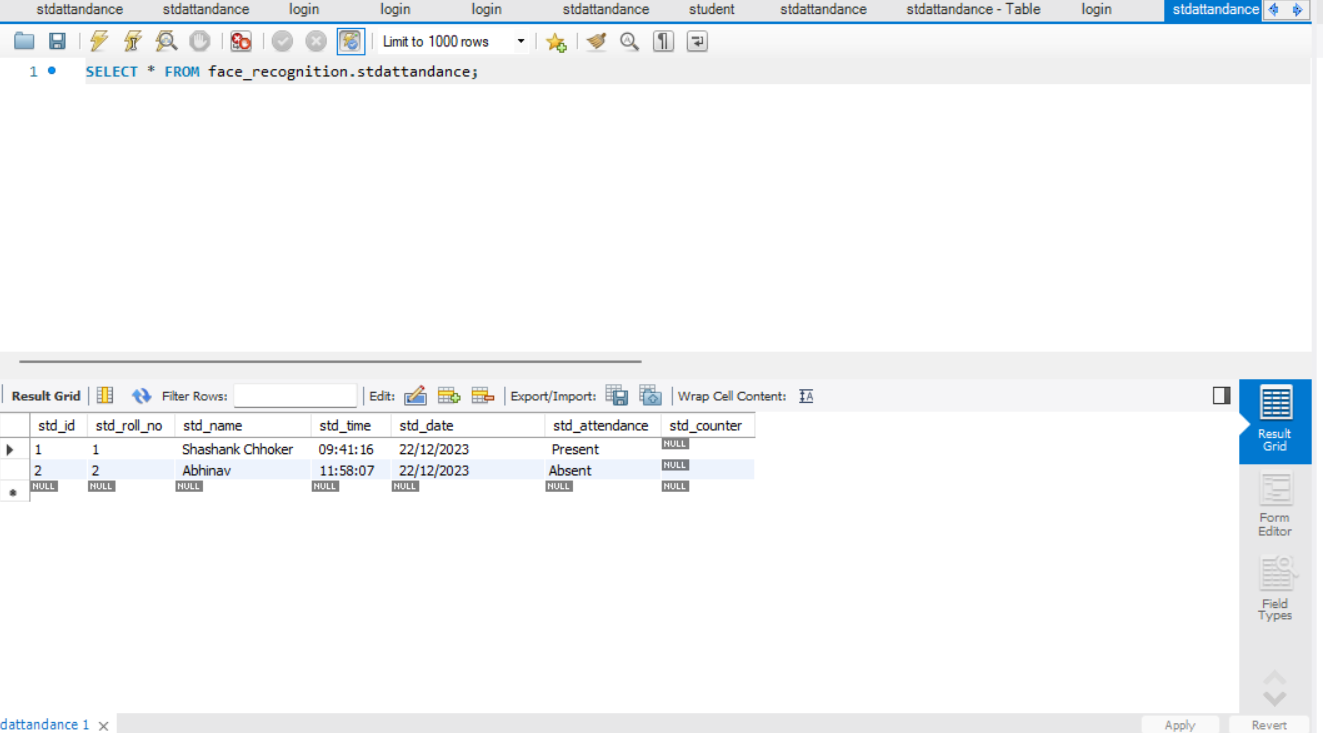 stdattandance stdattandance login login login stdattandance student stdattandance stdattandance - Table login stdattandance
Limit to 1000 rows
1 SELECT * FROM face_recognition.stdattandance;
Result Grid Filter Rows: Edit: Export/Import: Wrap Cell Content: IA
std_id std_roll_no std_name std_time std_date std_attendance std_counter
1 1 Shashank Chhoker 09:41:16 22/12/2023 Present NULL
2 2 Abhinav 11:58:07 22/12/2023 Absent NULL
NULL NULL NULL NULL NULL NULL NULL
Result
Grid
Form
Editor
Field
Types
dattandance 1
Apply Revert